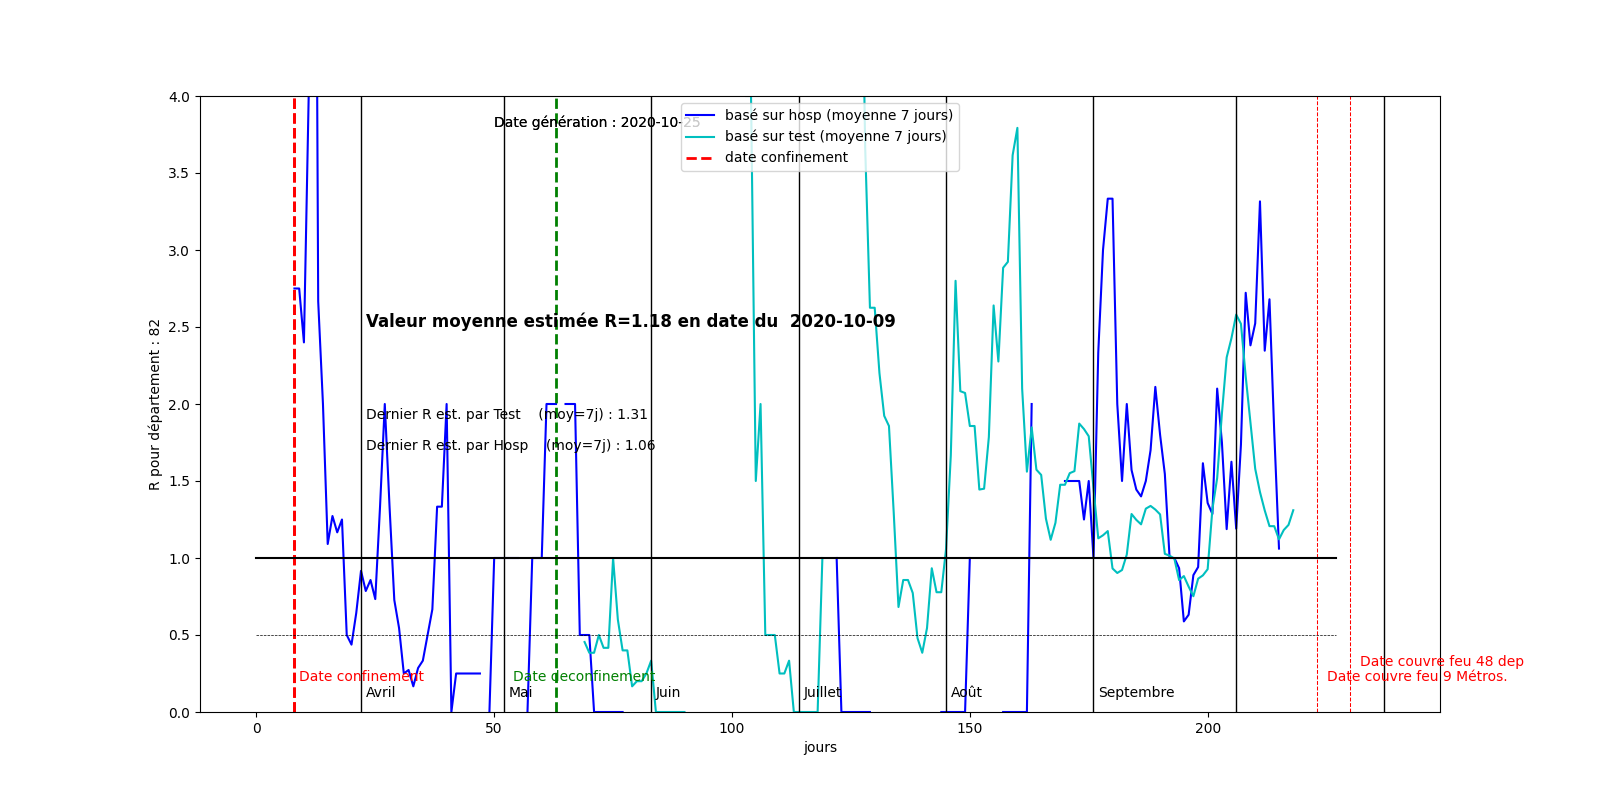 4.0
3.5
3.0
2.5
2.0
1.5
1.0
0.5
0.0
R pour département : 82
Date génération : 2020-10-25
basé sur hosp (moyenne 7 jours)
basé sur test (moyenne 7 jours)
date confinement
Valeur moyenne estimée R=1.18 en date du  2020-10-09
Dernier R est. par Test    (moy=7j) : 1.31
Dernier R est. par Hosp    (moy=7j) : 1.06
Date couvre feu 48 dep
Date confinement
Date deconfinement
Date couvre feu 9 Métros.
Avril
Mai
Juin
Juillet
Août
Septembre
0
50
100
150
200
jours